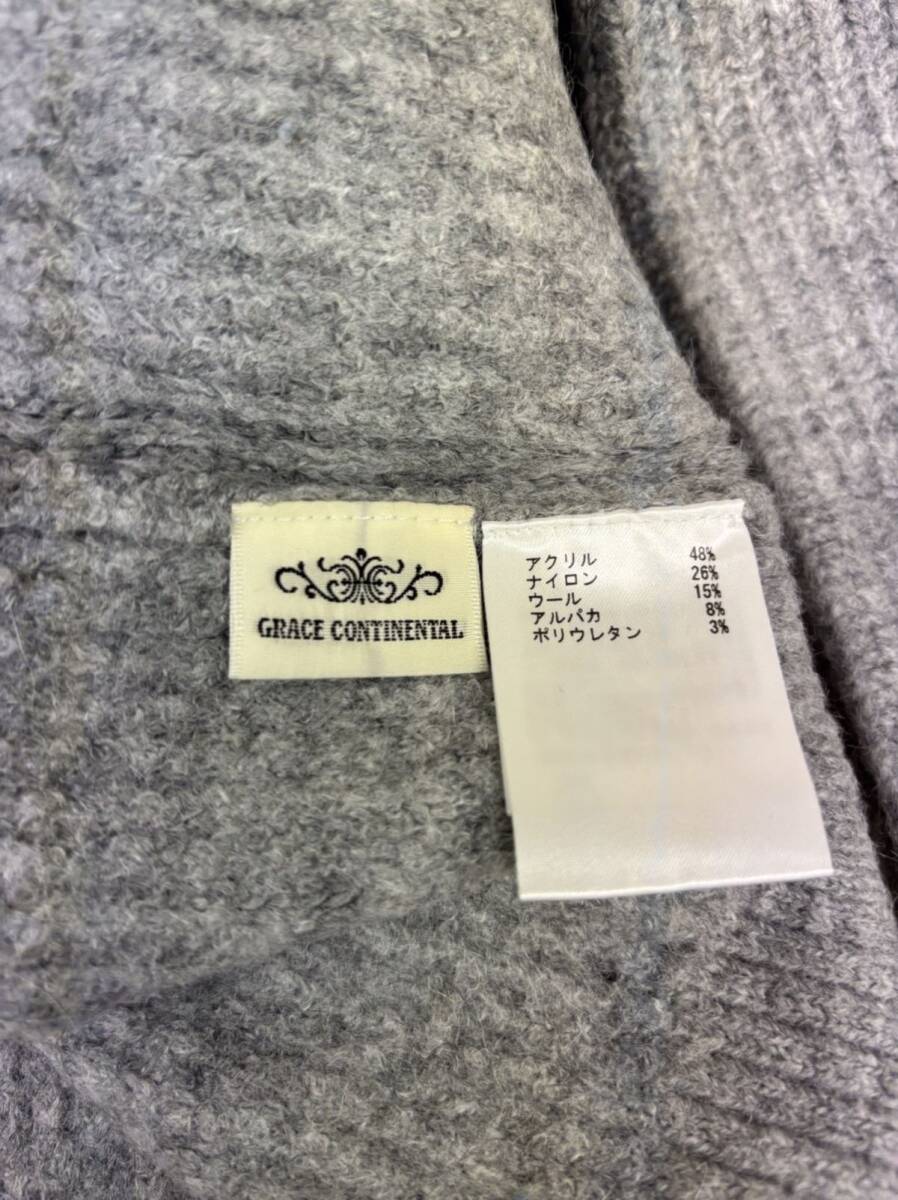 GRACE CONTINENTAL
アクリル 48%
ナイロン 26%
ウール 15%
アルパカ 8%
ポリウレタン 3%